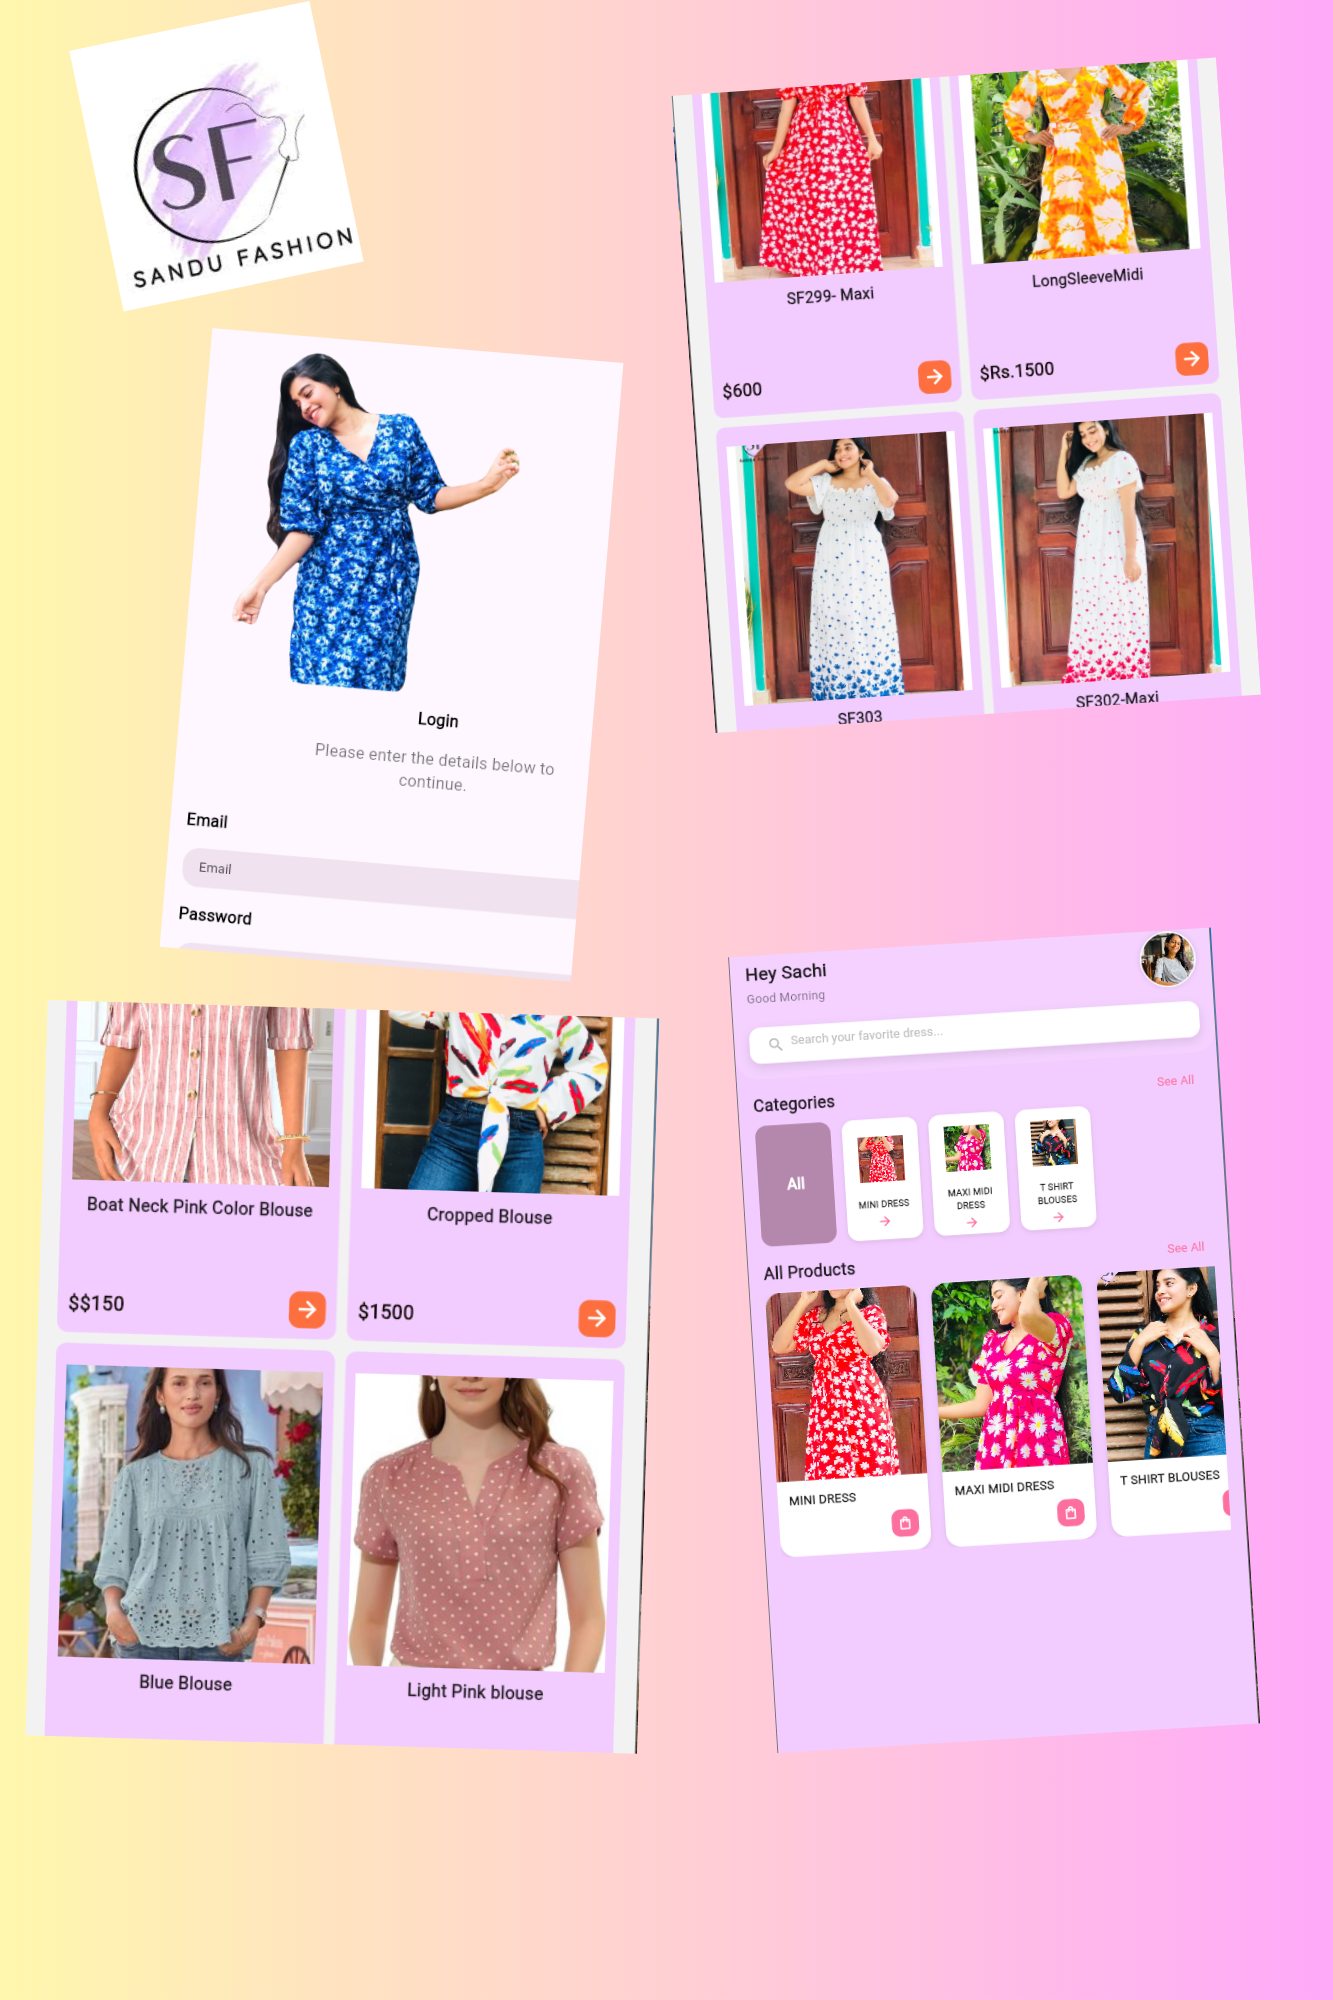 SF
SANDU FASHION
SF299- Maxi
LongSleeveMidi
$600
$Rs.1500
SF303
SF302-Maxi
Login
Please enter the details below to
continue.
Email
Email
Password
Boat Neck Pink Color Blouse
Cropped Blouse
$$150
$1500
Blue Blouse
Light Pink blouse
Hey Sachi
Good Morning
Search your favorite dress...
See All
Categories
All
MINI DRESS
MAXI MIDI
DRESS
T SHIRT
BLOUSES
See All
All Products
MINI DRESS
MAXI MIDI DRESS
T SHIRT BLOUSES